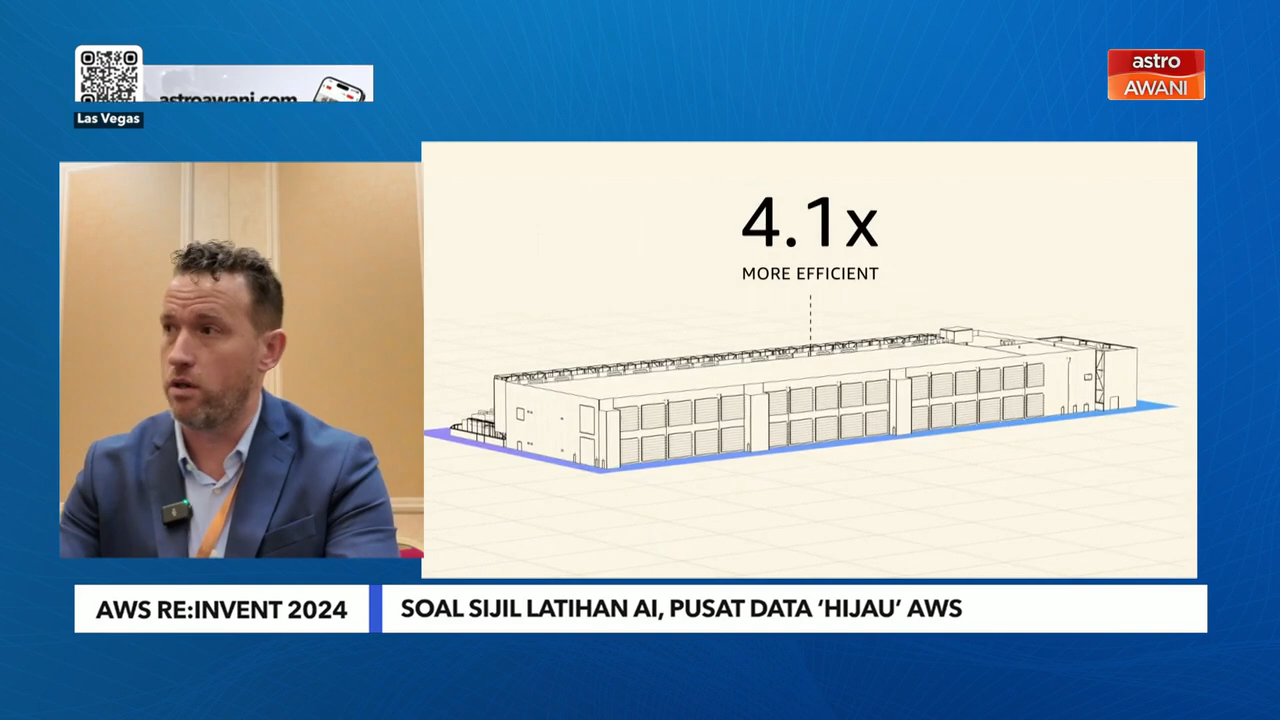 astroawani.com
Las Vegas
astro
AWANI
4.1x
MORE EFFICIENT
AWS RE:INVENT 2024
SOAL SIJIL LATIHAN AI, PUSAT DATA ‘HIJAU’ AWS